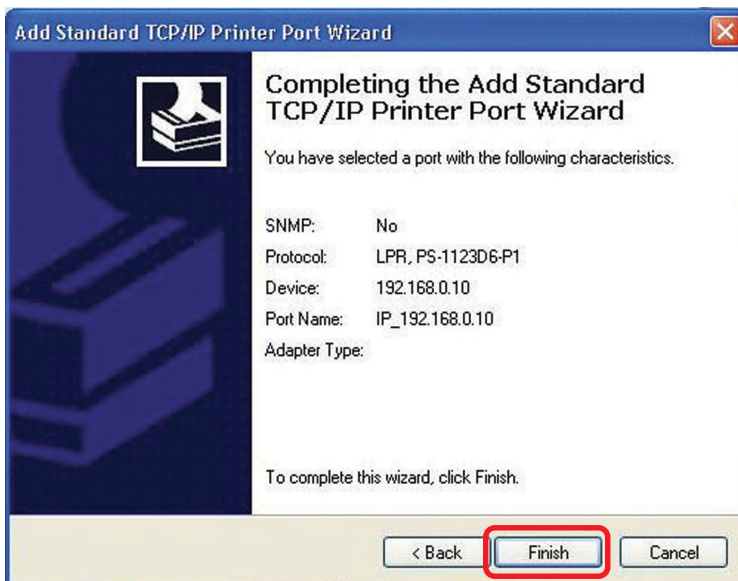 Add Standard TCP/IP Printer Port Wizard
Completing the Add Standard
TCP/IP Printer Port Wizard
You have selected a port with the following characteristics.
SNMP: No
Protocol: LPR, PS-1123D6-P1
Device: 192.168.0.10
Port Name: IP_192.168.0.10
Adapter Type:
To complete this wizard, click Finish.
< Back Finish Cancel